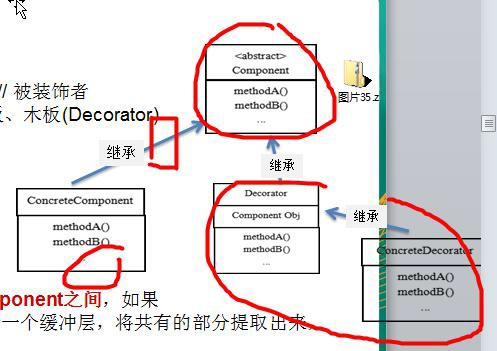 <abstract>
Component
methodA()
methodB()
...
// 被装饰者
、木板(Decorator)
图片35.z
继承
继承
ConcreteComponent
methodA()
methodB()
Decorator
Component Obj
methodA()
methodB()
...
继承
ConcreteDecorator
methodA()
methodB()
...
ponent之间，如果
一个缓冲层，将共有的部分提取出来，